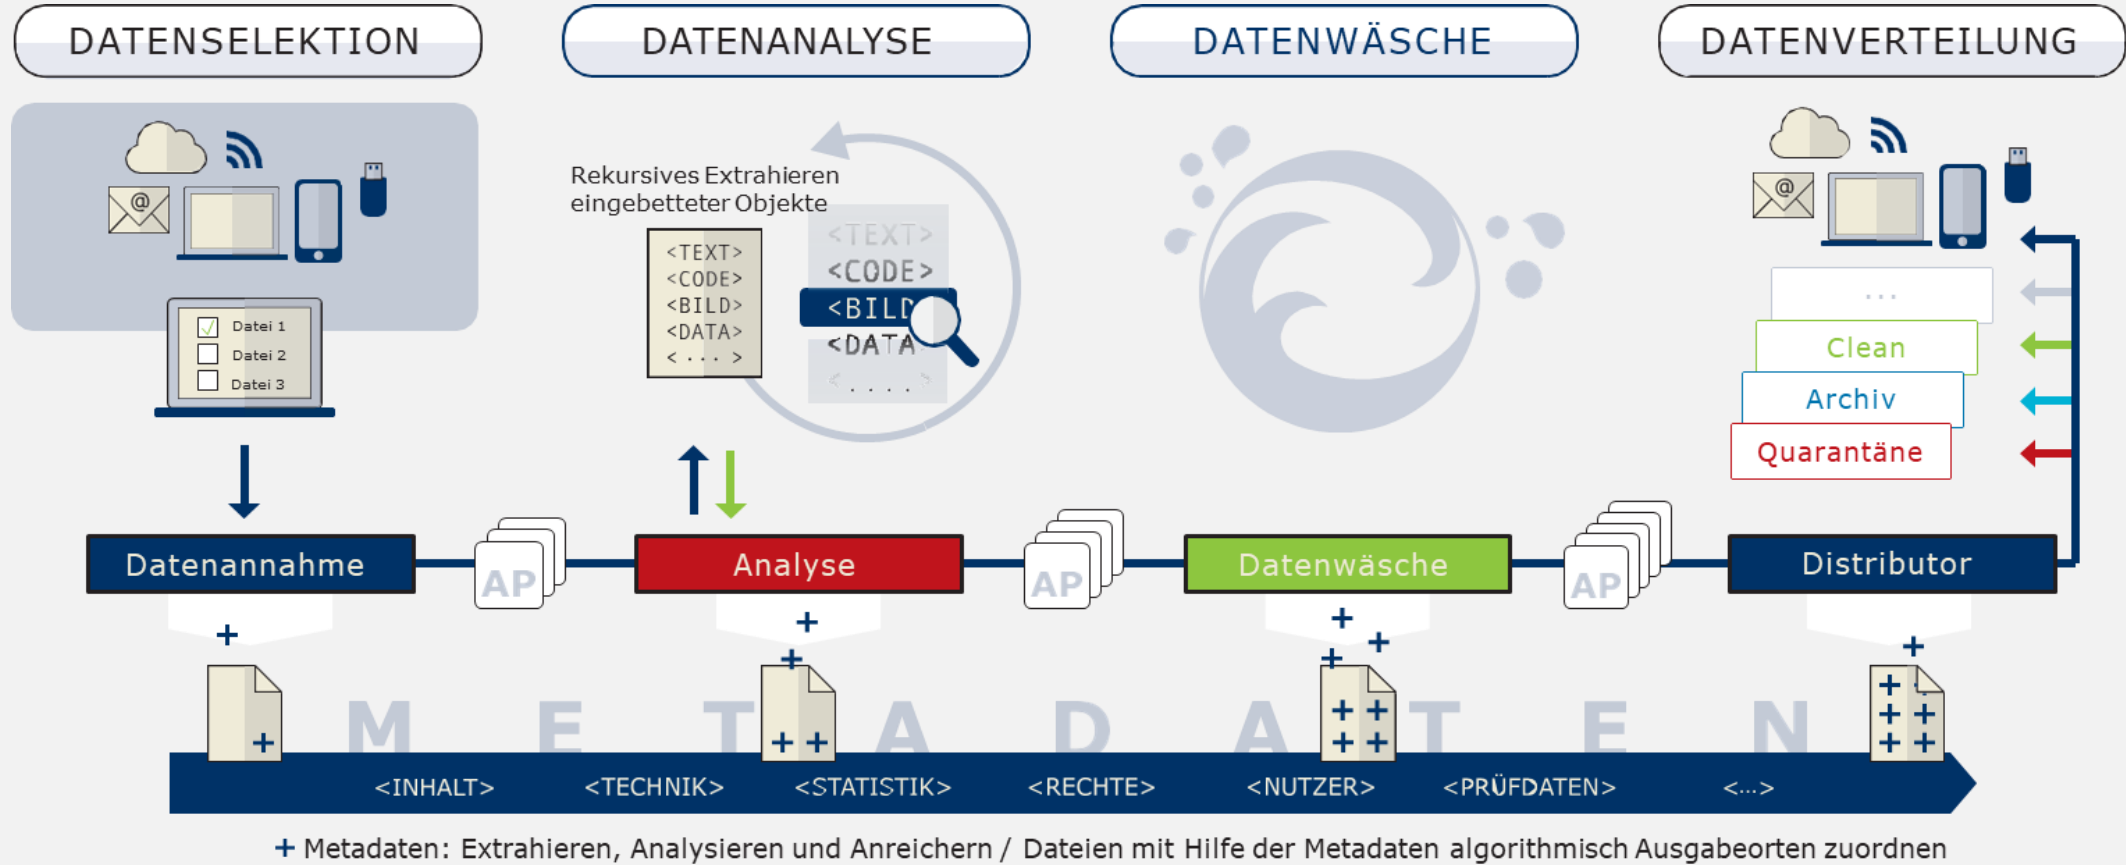 DATENSELEKTION
DATENANALYSE
DATENWÄSCHE
DATENVERTEILUNG
@
Datei 1
Datei 2
Datei 3
Rekursives Extrahieren
eingebetteter Objekte
<TEXT>
<CODE>
<BILD>
<DATA>
< ... >
<TEXT>
<CODE>
<BILD
<DATA
<....>
@
...
Clean
Archiv
Quarantäne
Datenannahme
AP
Analyse
AP
Datenwäsche
AP
Distributor
METADATEN
<INHALT>
<TECHNIK>
<STATISTIK>
<RECHTE>
<NUTZER>
<PRÜFDATEN>
<...>
+ Metadaten: Extrahieren, Analysieren und Anreichern / Dateien mit Hilfe der Metadaten algorithmisch Ausgabeorten zuordnen